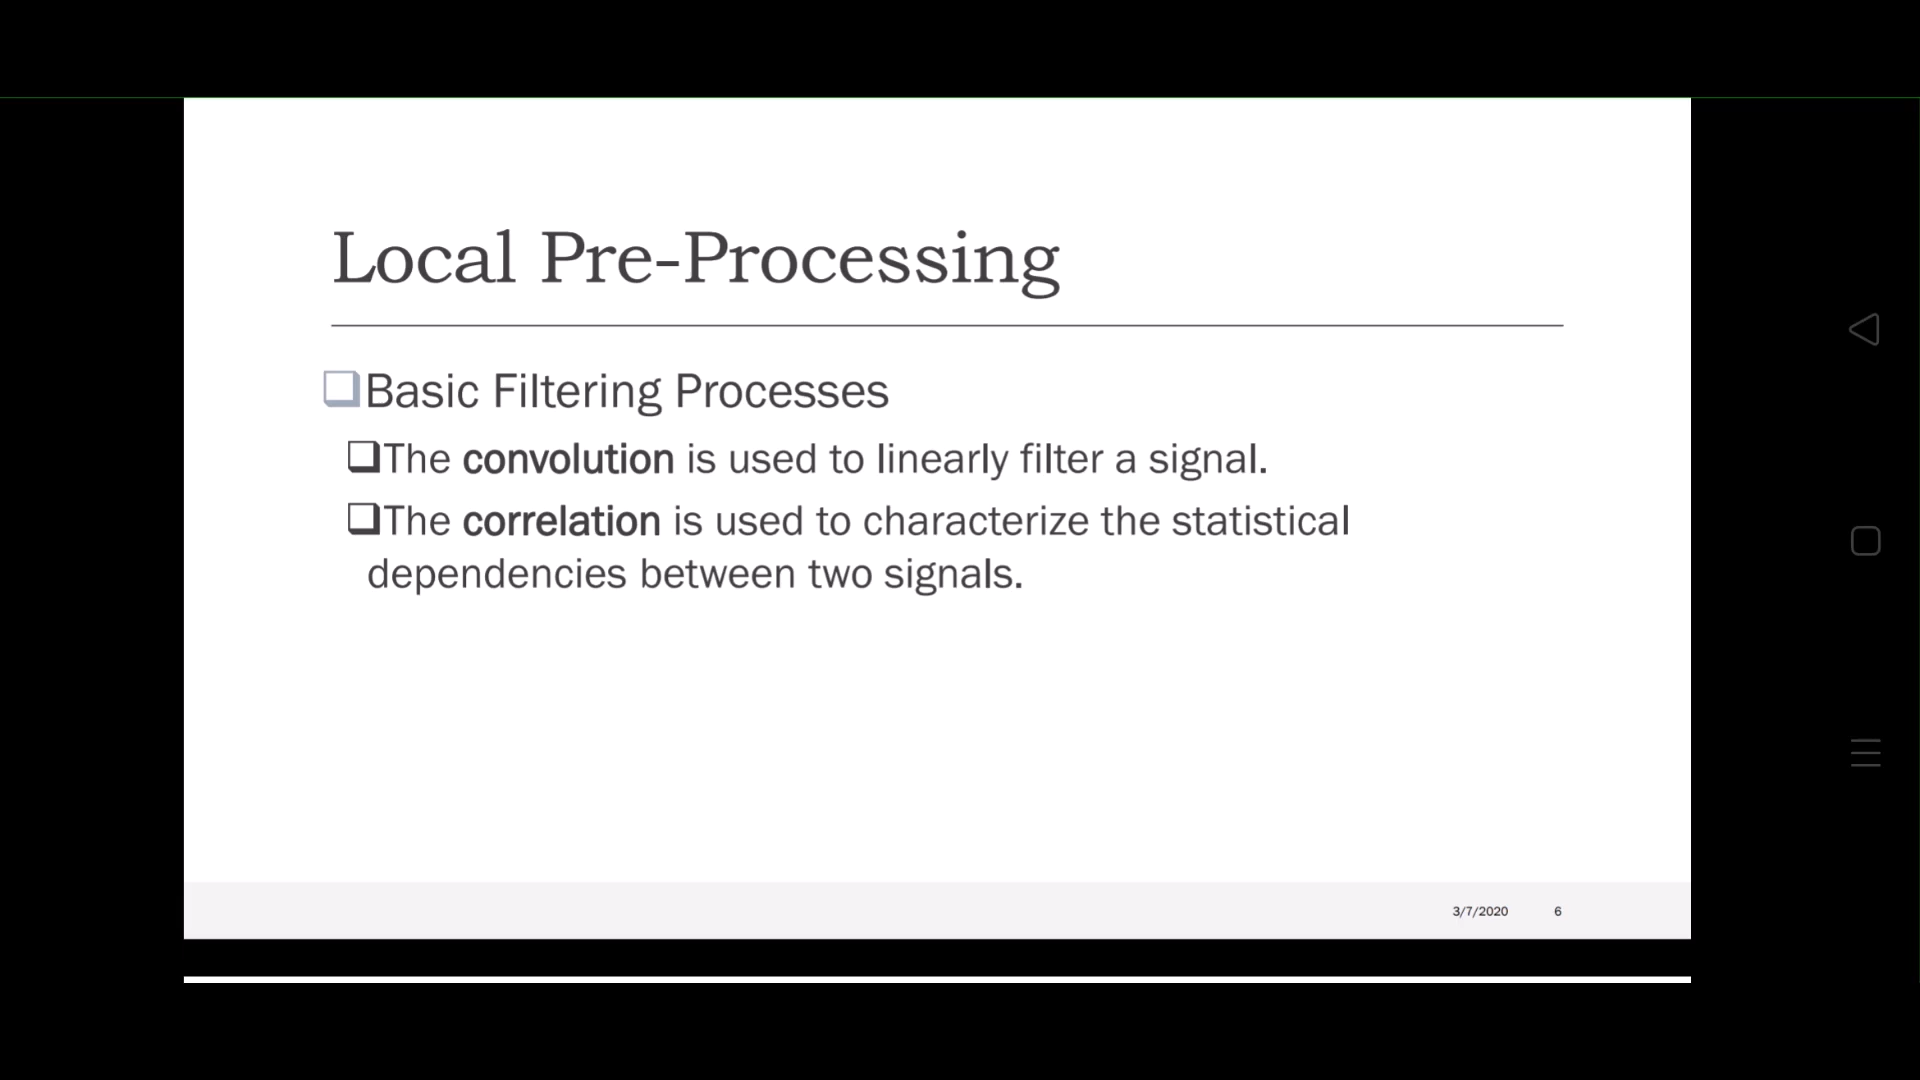 Local Pre-Processing
Basic Filtering Processes
The convolution is used to linearly filter a signal.
The correlation is used to characterize the statistical
dependencies between two signals.
3/7/2020 6